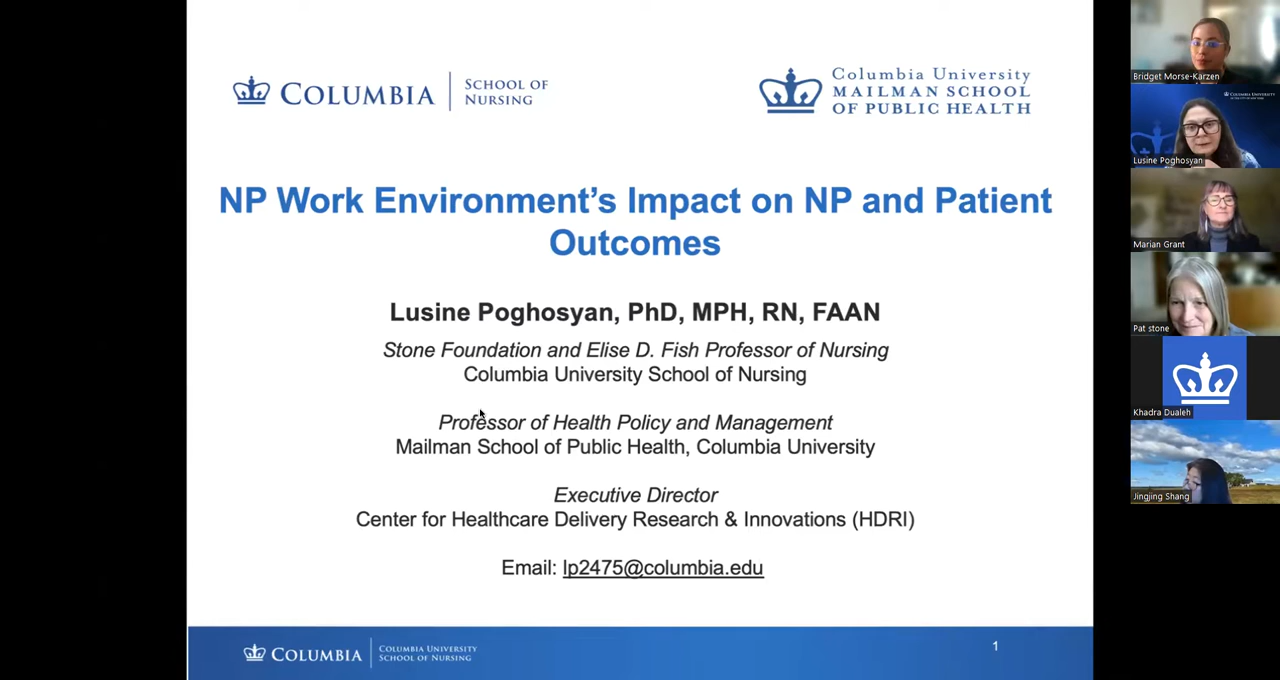 COLUMBIA
SCHOOL OF
NURSING
Columbia University
MAILMAN SCHOOL
OF PUBLIC HEALTH
NP Work Environment's Impact on NP and Patient
Outcomes
Lusine Poghosyan, PhD, MPH, RN, FAAN
Stone Foundation and Elise D. Fish Professor of Nursing
Columbia University School of Nursing
Professor of Health Policy and Management
Mailman School of Public Health, Columbia University
Executive Director
Center for Healthcare Delivery Research & Innovations (HDRI)
Email: lp2475@columbia.edu
COLUMBIA
COLUMBIA UNIVERSITY
SCHOOL OF NURSING
1
Bridget Morse-Karzen
COLUMBIA UNIVERSITY
Lusine Poghosyan
Marian Grant
Pat stone
Khadra Dualeh
Jingjing Shang